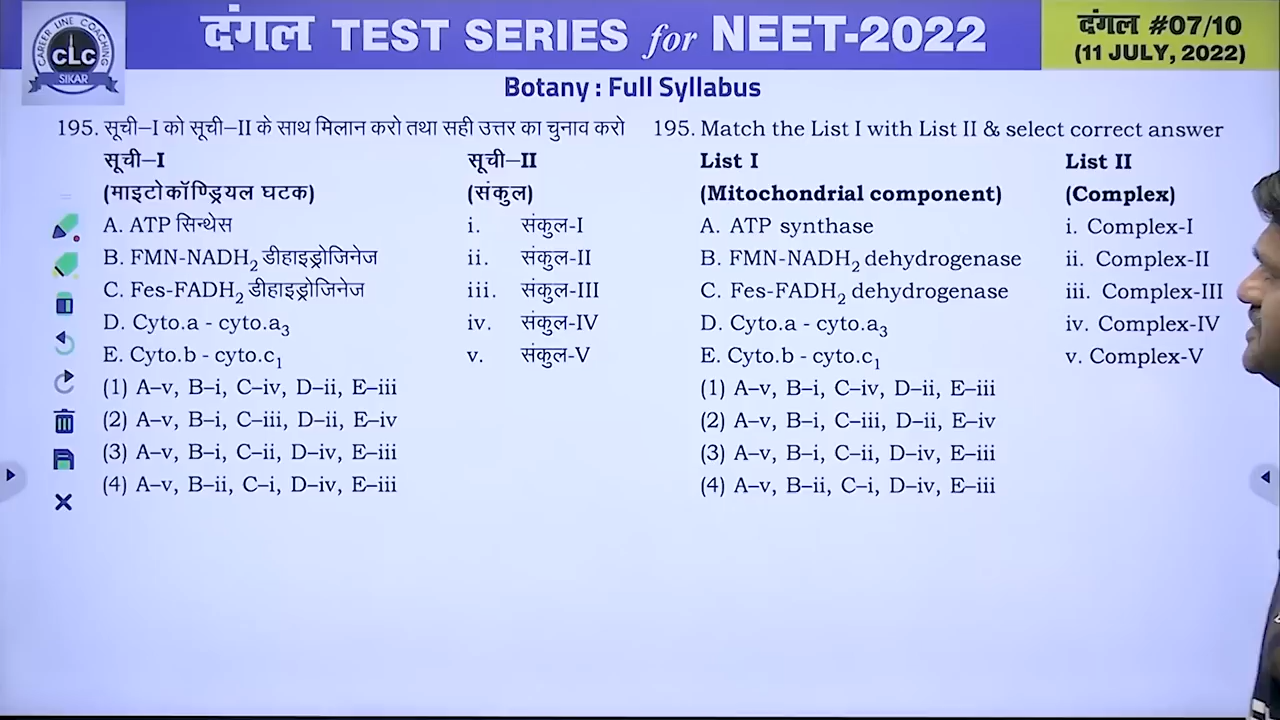 CAREER LINE COACHING
CLC
SIKAR
दंगल TEST SERIES for NEET-2022
दंगल #07/10
(11 JULY, 2022)
Botany : Full Syllabus
195. सूची–I को सूची–II के साथ मिलान करो तथा सही उत्तर का चुनाव करो
सूची–I सूची–II
(माइटोकॉण्ड्रियल घटक) (संकुल)
A. ATP सिन्थेस i. संकुल-I
B. FMN-NADH₂ डीहाइड्रोजिनेज ii. संकुल-II
C. Fes-FADH₂ डीहाइड्रोजिनेज iii. संकुल-III
D. Cyto.a - cyto.a₃ iv. संकुल-IV
E. Cyto.b - cyto.c₁ v. संकुल-V
(1) A–v, B–i, C–iv, D–ii, E–iii
(2) A–v, B–i, C–iii, D–ii, E–iv
(3) A–v, B–i, C–ii, D–iv, E–iii
(4) A–v, B–ii, C–i, D–iv, E–iii
195. Match the List I with List II & select correct answer
List I List II
(Mitochondrial component) (Complex)
A. ATP synthase i. Complex-I
B. FMN-NADH₂ dehydrogenase ii. Complex-II
C. Fes-FADH₂ dehydrogenase iii. Complex-III
D. Cyto.a - cyto.a₃ iv. Complex-IV
E. Cyto.b - cyto.c₁ v. Complex-V
(1) A–v, B–i, C–iv, D–ii, E–iii
(2) A–v, B–i, C–iii, D–ii, E–iv
(3) A–v, B–i, C–ii, D–iv, E–iii
(4) A–v, B–ii, C–i, D–iv, E–iii